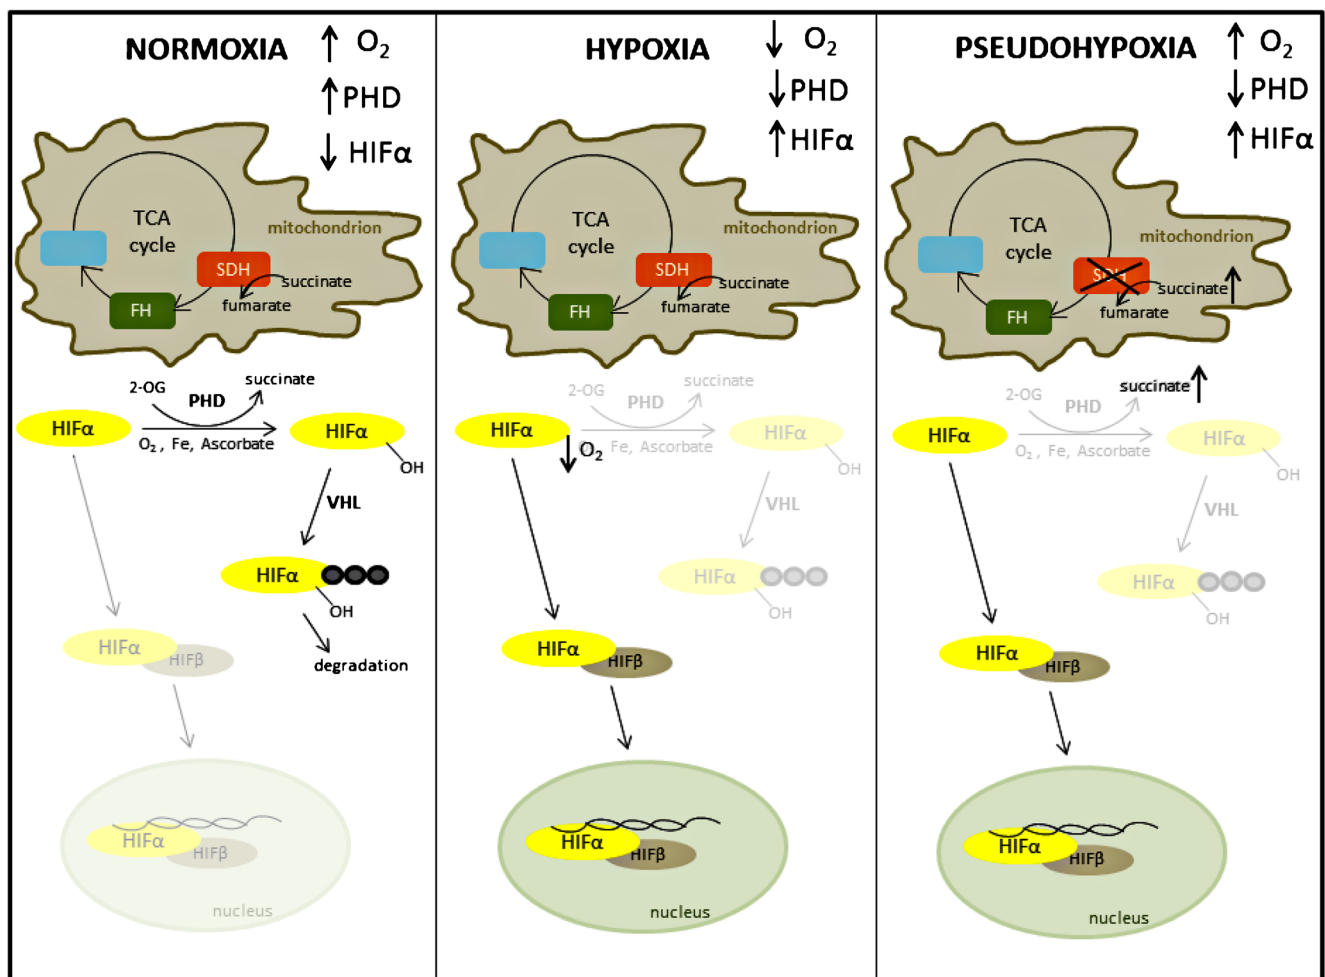 NORMOXIA
↑ O₂
↑ PHD
↓ HIFα
TCA
cycle
mitochondrion
SDH
succinate
fumarate
FH
2-OG
succinate
PHD
HIFα
HIFα
O₂ , Fe, Ascorbate
OH
VHL
HIFα
OH
degradation
HIFα
HIFβ
HIFα
HIFβ
nucleus
HYPOXIA
↓ O₂
↓ PHD
↑ HIFα
TCA
cycle
mitochondrion
SDH
succinate
fumarate
FH
2-OG
succinate
PHD
HIFα
HIFα
↓ O₂
Fe, Ascorbate
OH
VHL
HIFα
OH
HIFα
HIFβ
HIFα
HIFβ
nucleus
PSEUDOHYPOXIA
↑ O₂
↓ PHD
↑ HIFα
TCA
cycle
mitochondrion
SDH
succinate ↑
fumarate
FH
2-OG
succinate ↑
PHD
HIFα
HIFα
O₂ , Fe, Ascorbate
OH
VHL
HIFα
OH
HIFα
HIFβ
HIFα
HIFβ
nucleus